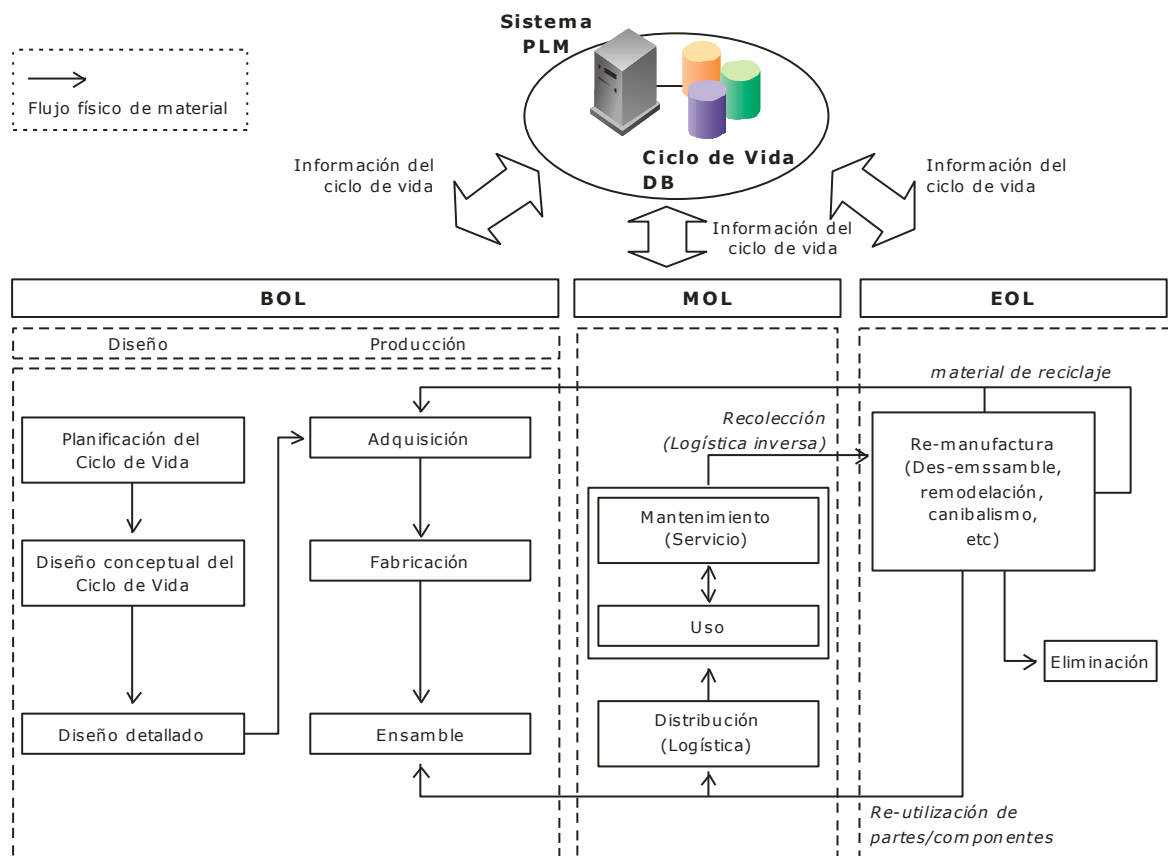 Sistema
PLM
Flujo físico de material
Ciclo de Vida
DB
Información del
ciclo de vida
Información del
ciclo de vida
Información del
ciclo de vida
BOL
MOL
EOL
Diseño
Producción
Planificación del
Ciclo de Vida
Diseño conceptual del
Ciclo de Vida
Diseño detallado
Adquisición
Fabricación
Ensamble
Recolección
(Logística inversa)
Mantenimiento
(Servicio)
Uso
Distribución
(Logística)
material de reciclaje
Re-manufactura
(Des-emssamble,
remodelación,
canibalismo,
etc)
Eliminación
Re-utilización de
partes/componentes